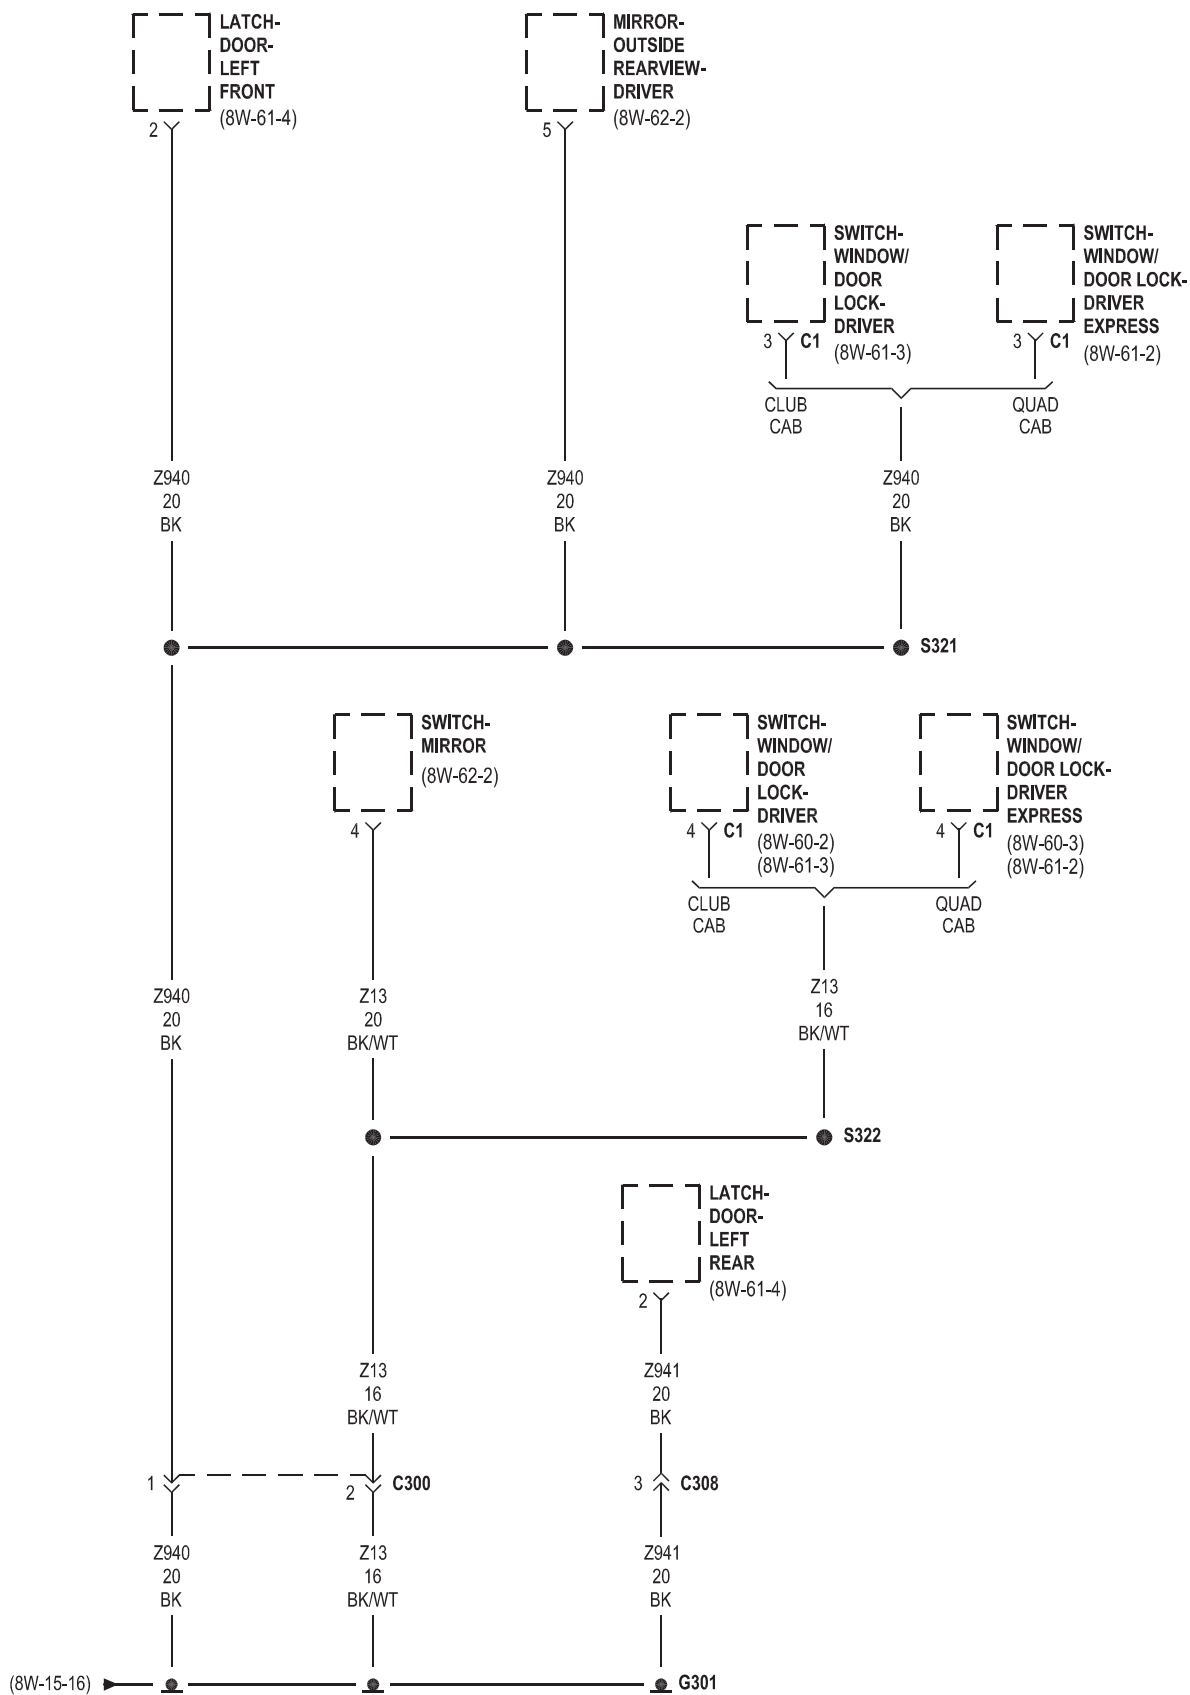 LATCH-
DOOR-
LEFT
FRONT
(8W-61-4)
2
MIRROR-
OUTSIDE
REARVIEW-
DRIVER
(8W-62-2)
5
SWITCH-
WINDOW/
DOOR
LOCK-
DRIVER
(8W-61-3)
3
C1
SWITCH-
WINDOW/
DOOR LOCK-
DRIVER
EXPRESS
(8W-61-2)
3
C1
CLUB
CAB
QUAD
CAB
Z940
20
BK
Z940
20
BK
Z940
20
BK
S321
SWITCH-
MIRROR
(8W-62-2)
4
SWITCH-
WINDOW/
DOOR
LOCK-
DRIVER
(8W-60-2)
(8W-61-3)
4
C1
SWITCH-
WINDOW/
DOOR LOCK-
DRIVER
EXPRESS
(8W-60-3)
(8W-61-2)
4
C1
CLUB
CAB
QUAD
CAB
Z940
20
BK
Z13
20
BK/WT
Z13
16
BK/WT
S322
LATCH-
DOOR-
LEFT
REAR
(8W-61-4)
2
Z13
16
BK/WT
Z941
20
BK
1
2
C300
3
C308
Z940
20
BK
Z13
16
BK/WT
Z941
20
BK
(8W-15-16)
G301